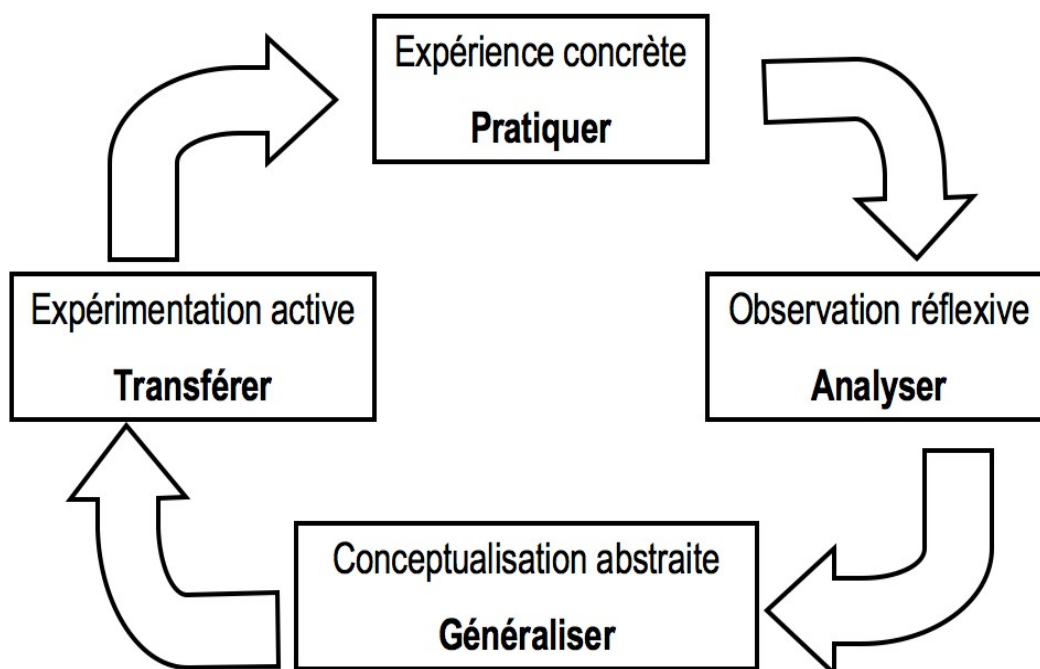 Expérience concrète
Pratiquer
Observation réflexive
Analyser
Conceptualisation abstraite
Généraliser
Expérimentation active
Transférer